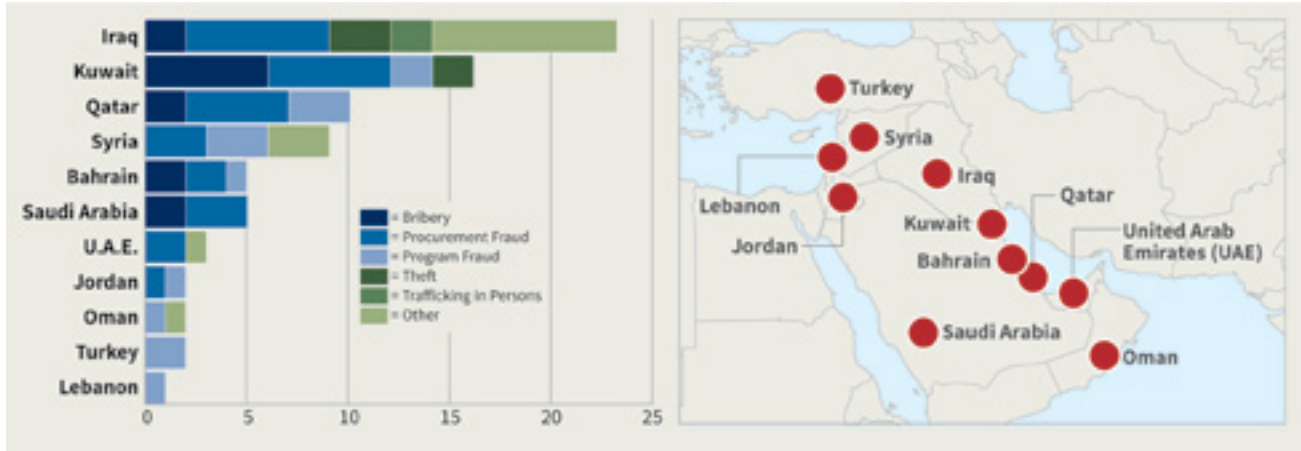 Iraq
Kuwait
Qatar
Syria
Bahrain
Saudi Arabia
U.A.E.
Jordan
Oman
Turkey
Lebanon
0 5 10 15 20 25
= Bribery
= Procurement Fraud
= Program Fraud
= Theft
= Trafficking In Persons
= Other
Turkey
Syria
Iraq
Lebanon
Qatar
Kuwait
Jordan
United Arab
Emirates (UAE)
Bahrain
Saudi Arabia
Oman